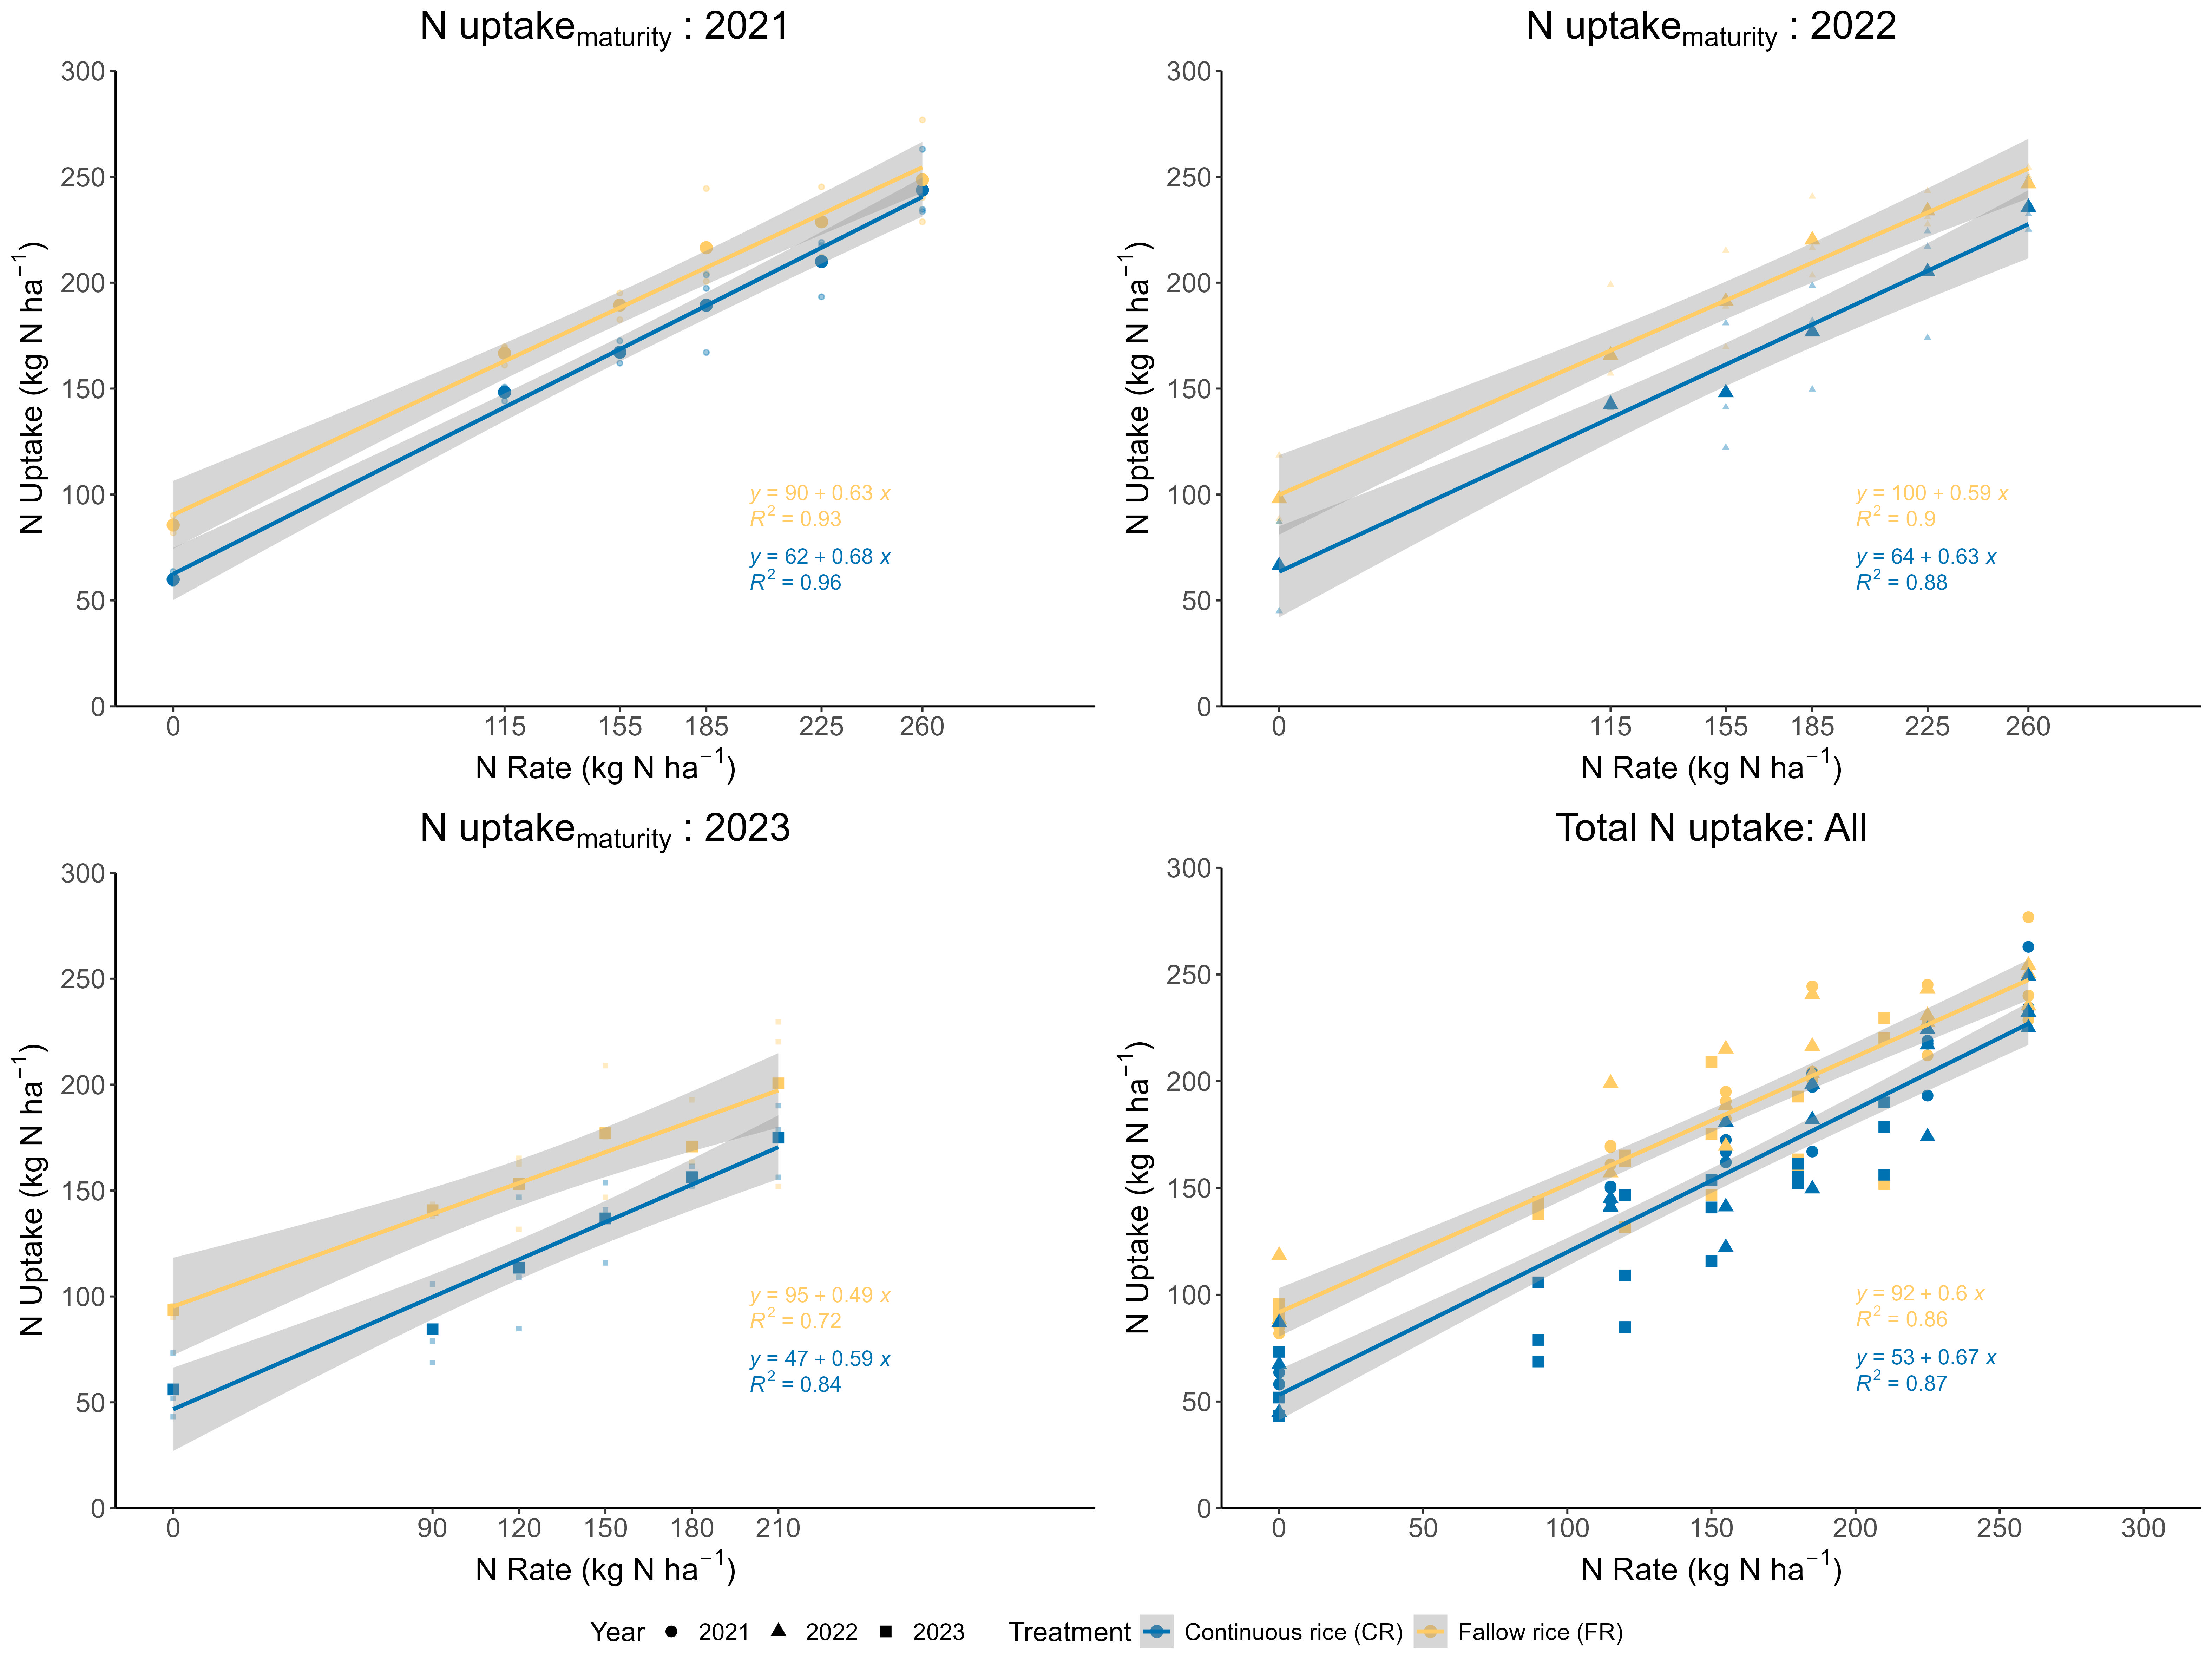 N uptake_maturity : 2021
300
250
200
150
100
50
0
N Uptake (kg N ha⁻¹)
y = 90 + 0.63 x
R² = 0.93
y = 62 + 0.68 x
R² = 0.96
0 115 155 185 225 260
N Rate (kg N ha⁻¹)
N uptake_maturity : 2022
300
250
200
150
100
50
0
N Uptake (kg N ha⁻¹)
y = 100 + 0.59 x
R² = 0.9
y = 64 + 0.63 x
R² = 0.88
0 115 155 185 225 260
N Rate (kg N ha⁻¹)
N uptake_maturity : 2023
300
250
200
150
100
50
0
N Uptake (kg N ha⁻¹)
y = 95 + 0.49 x
R² = 0.72
y = 47 + 0.59 x
R² = 0.84
0 90 120 150 180 210
N Rate (kg N ha⁻¹)
Total N uptake: All
300
250
200
150
100
50
0
N Uptake (kg N ha⁻¹)
y = 92 + 0.6 x
R² = 0.86
y = 53 + 0.67 x
R² = 0.87
0 50 100 150 200 250 300
N Rate (kg N ha⁻¹)
Year 2021 2022 2023 Treatment Continuous rice (CR) Fallow rice (FR)